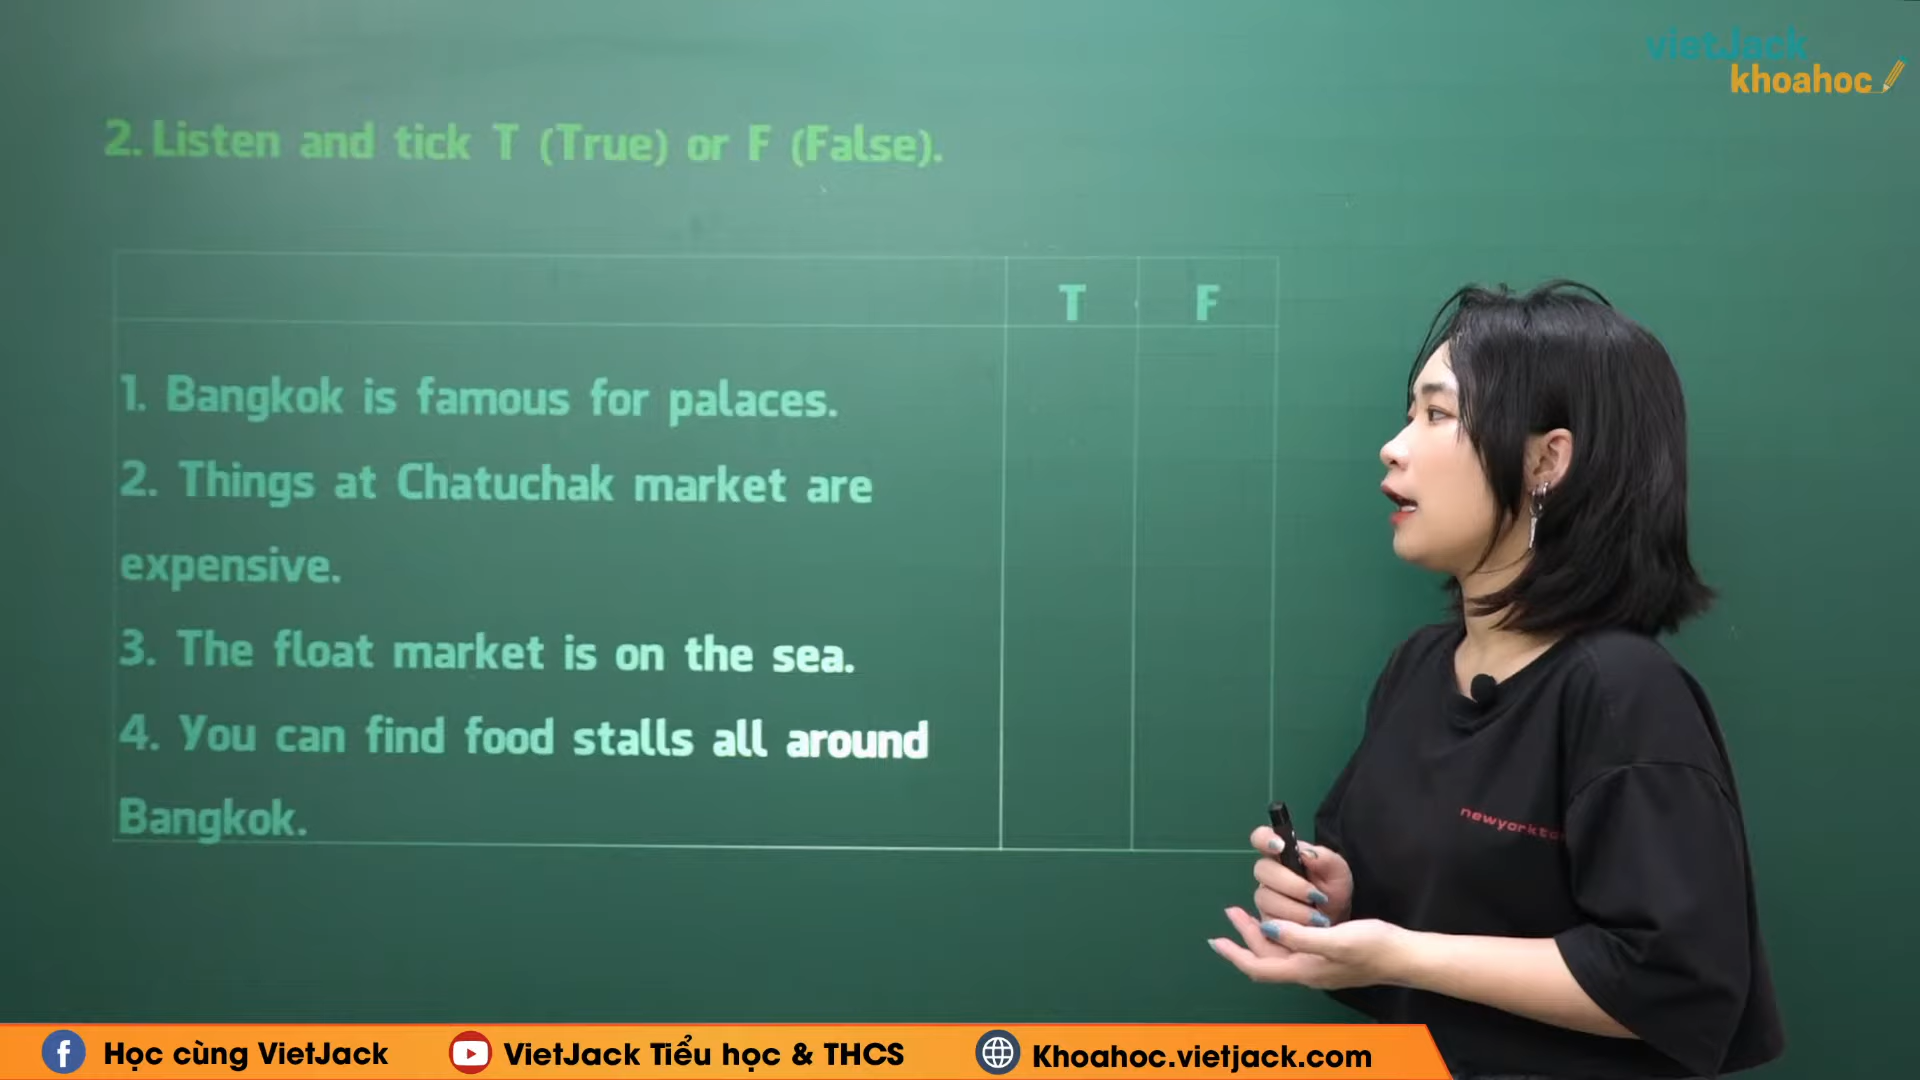 vietJack
khoahoc
2. Listen and tick T (True) or F (False).
T F
1. Bangkok is famous for palaces.
2. Things at Chatuchak market are
expensive.
3. The float market is on the sea.
4. You can find food stalls all around
Bangkok.
Học cùng VietJack
VietJack Tiểu học & THCS
Khoahoc.vietjack.com